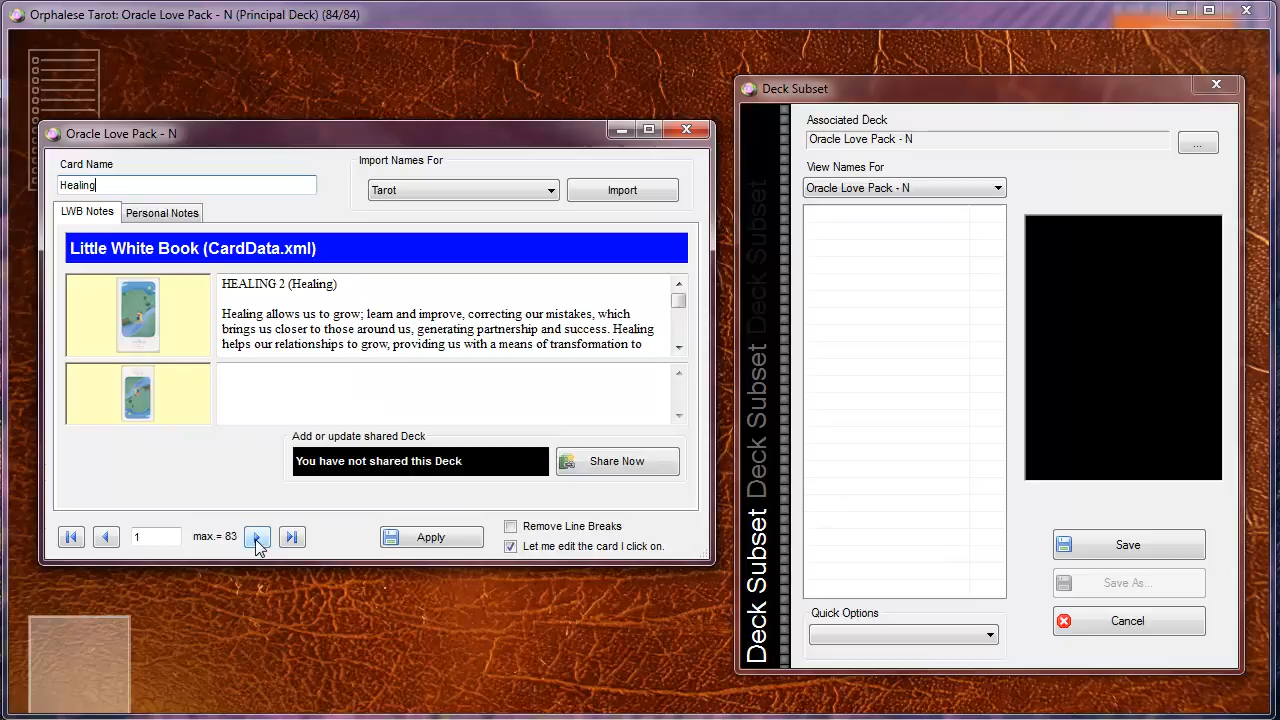 Orphalese Tarot: Oracle Love Pack - N (Principal Deck) (84/84)
Oracle Love Pack - N
Card Name
Healing
Import Names For
Tarot
Import
LWB Notes
Personal Notes
Little White Book (CardData.xml)
HEALING 2 (Healing)
Healing allows us to grow; learn and improve, correcting our mistakes, which
brings us closer to those around us, generating partnership and success. Healing
helps our relationships to grow, providing us with a means of transformation to
Add or update shared Deck
You have not shared this Deck
Share Now
1
max.= 83
Apply
Remove Line Breaks
Let me edit the card I click on.
Deck Subset
Deck Subset Deck Subset Deck Subset
Associated Deck
Oracle Love Pack - N
...
View Names For
Oracle Love Pack - N
Quick Options
Save
Save As...
Cancel